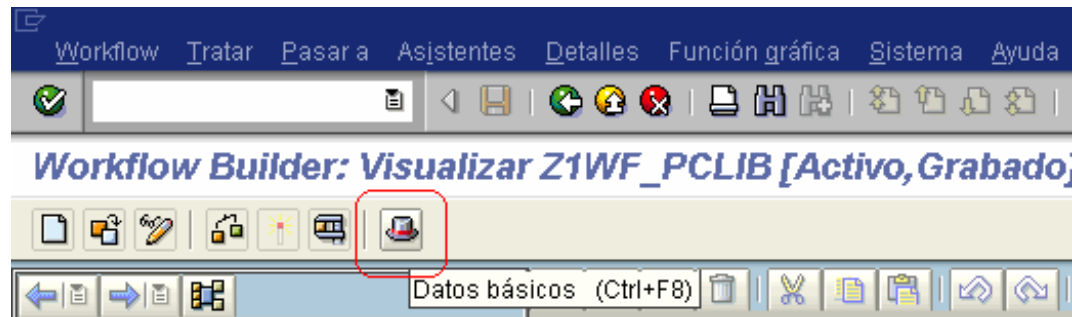 Workflow Tratar Pasar a Asistentes Detalles Función gráfica Sistema Ayuda
Workflow Builder: Visualizar Z1WF_PCLIB [Activo,Grabado]
Datos básicos (Ctrl+F8)